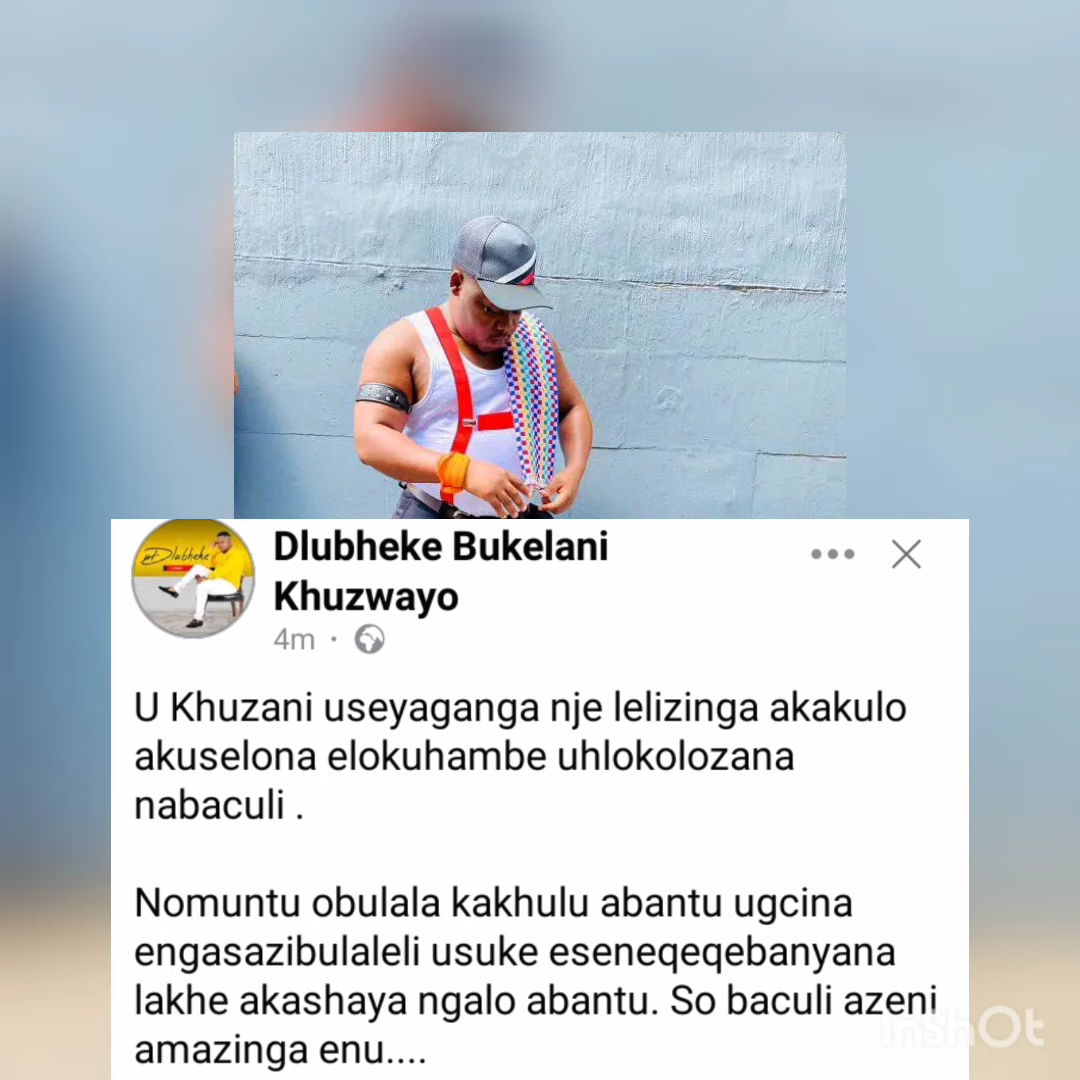 Dlubheke
Dlubheke Bukelani
Khuzwayo
4m ·
U Khuzani useyaganga nje lelizinga akakulo
akuselona elokuhambe uhlokolozana
nabaculi .
Nomuntu obulala kakhulu abantu ugcina
engasazibulaleli usuke eseneqeqebanyana
lakhe akashaya ngalo abantu. So baculi azeni
amazinga enu....
InShOt